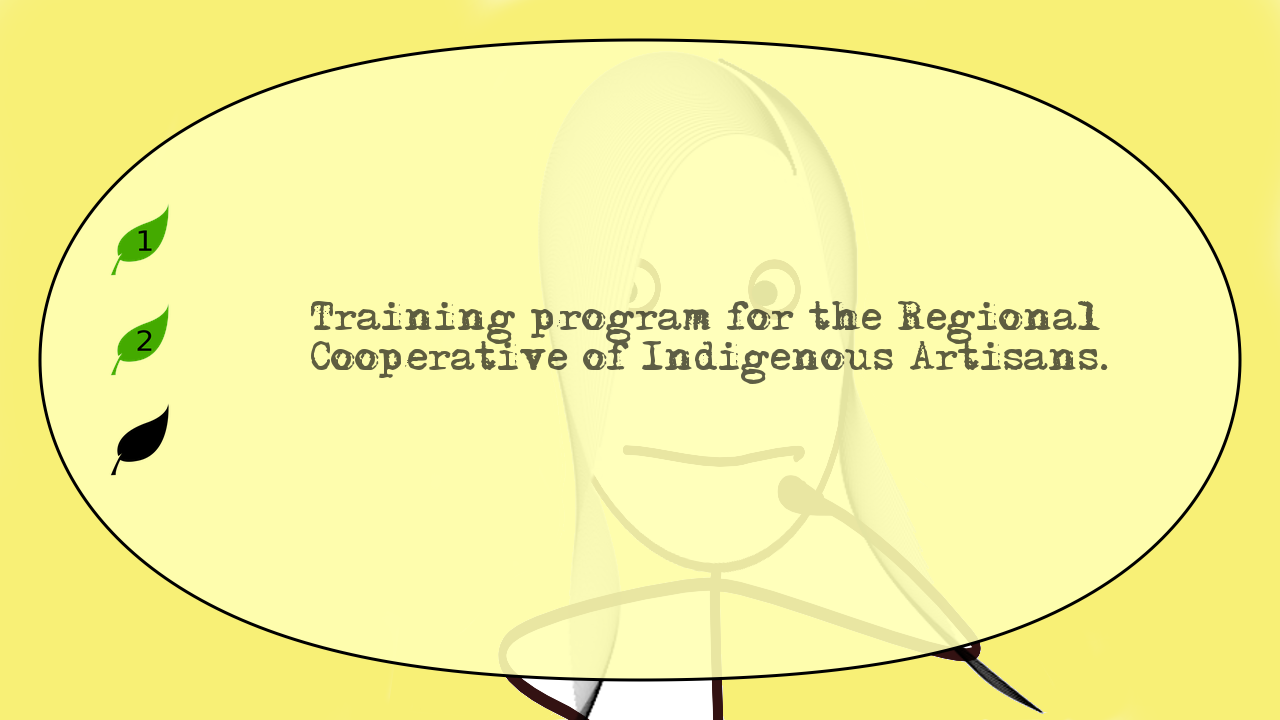 1
2
Training program for the Regional
Cooperative of Indigenous Artisans.